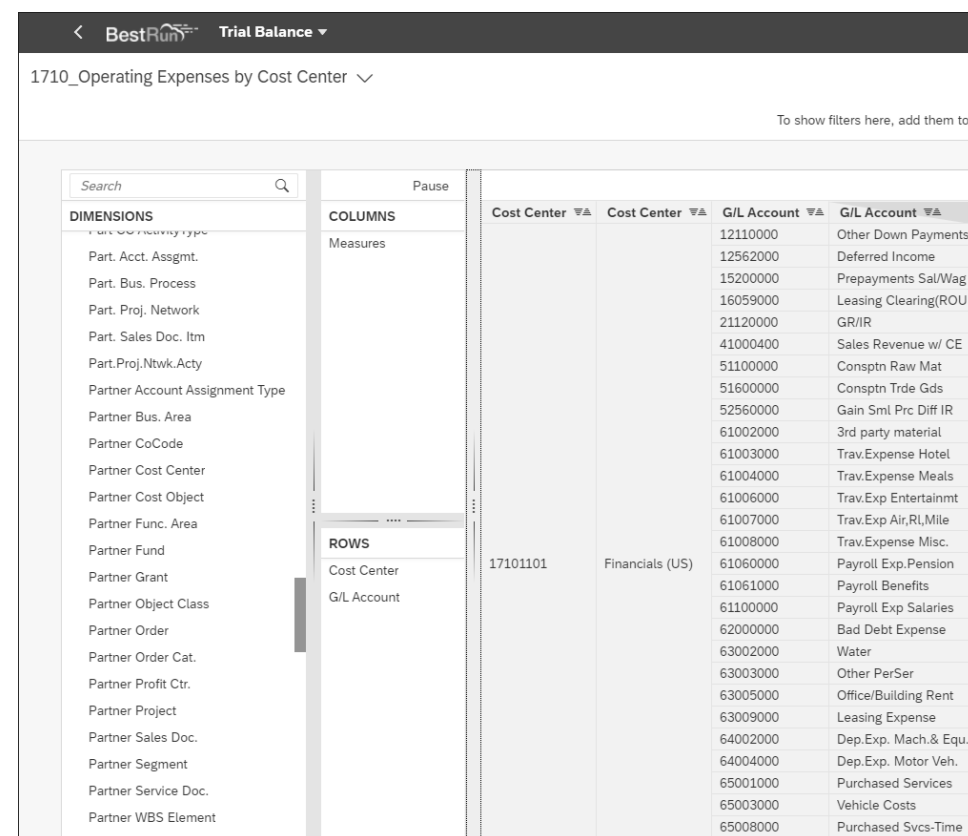 BestRun Trial Balance
1710_Operating Expenses by Cost Center
To show filters here, add them to
Search
DIMENSIONS
Part. Acct. Assgmt.
Part. Bus. Process
Part. Proj. Network
Part. Sales Doc. Itm
Part.Proj.Ntwk.Acty
Partner Account Assignment Type
Partner Bus. Area
Partner CoCode
Partner Cost Center
Partner Cost Object
Partner Func. Area
Partner Fund
Partner Grant
Partner Object Class
Partner Order
Partner Order Cat.
Partner Profit Ctr.
Partner Project
Partner Sales Doc.
Partner Segment
Partner Service Doc.
Partner WBS Element
Pause
COLUMNS
Measures
ROWS
Cost Center
G/L Account
Cost Center Cost Center G/L Account G/L Account
12110000 Other Down Payments
12562000 Deferred Income
15200000 Prepayments Sal/Wag
16059000 Leasing Clearing(ROU
21120000 GR/IR
41000400 Sales Revenue w/ CE
51100000 Consptn Raw Mat
51600000 Consptn Trde Gds
52560000 Gain Sml Prc Diff IR
61002000 3rd party material
61003000 Trav.Expense Hotel
61004000 Trav.Expense Meals
61006000 Trav.Exp Entertainmt
61007000 Trav.Exp Air,Rl,Mile
61008000 Trav.Expense Misc.
17101101 Financials (US) 61060000 Payroll Exp.Pension
61061000 Payroll Benefits
61100000 Payroll Exp Salaries
62000000 Bad Debt Expense
63002000 Water
63003000 Other PerSer
63005000 Office/Building Rent
63009000 Leasing Expense
64002000 Dep.Exp. Mach.& Equ.
64004000 Dep.Exp. Motor Veh.
65001000 Purchased Services
65003000 Vehicle Costs
65008000 Purchased Svcs-Time